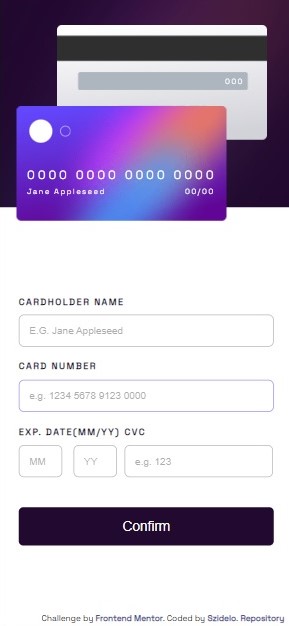 000
0000 0000 0000 0000
Jane Appleseed 00/00
CARDHOLDER NAME
E.G. Jane Appleseed
CARD NUMBER
e.g. 1234 5678 9123 0000
EXP. DATE(MM/YY) CVC
MM YY e.g. 123
Confirm
Challenge by Frontend Mentor. Coded by Szidelo. Repository